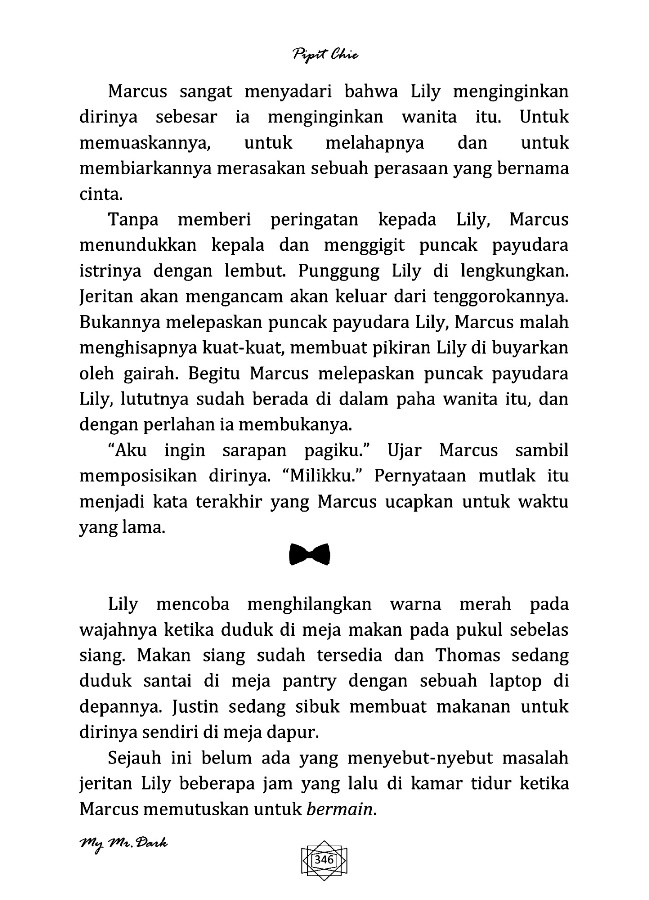 Pipit Chie
Marcus sangat menyadari bahwa Lily menginginkan
dirinya sebesar ia menginginkan wanita itu. Untuk
memuaskannya, untuk melahapnya dan untuk
membiarkannya merasakan sebuah perasaan yang bernama
cinta.
Tanpa memberi peringatan kepada Lily, Marcus
menundukkan kepala dan menggigit puncak payudara
istrinya dengan lembut. Punggung Lily di lengkungkan.
Jeritan akan mengancam akan keluar dari tenggorokannya.
Bukannya melepaskan puncak payudara Lily, Marcus malah
menghisapnya kuat-kuat, membuat pikiran Lily di buyarkan
oleh gairah. Begitu Marcus melepaskan puncak payudara
Lily, lututnya sudah berada di dalam paha wanita itu, dan
dengan perlahan ia membukanya.
“Aku ingin sarapan pagiku.” Ujar Marcus sambil
memposisikan dirinya. “Milikku.” Pernyataan mutlak itu
menjadi kata terakhir yang Marcus ucapkan untuk waktu
yang lama.
Lily mencoba menghilangkan warna merah pada
wajahnya ketika duduk di meja makan pada pukul sebelas
siang. Makan siang sudah tersedia dan Thomas sedang
duduk santai di meja pantry dengan sebuah laptop di
depannya. Justin sedang sibuk membuat makanan untuk
dirinya sendiri di meja dapur.
Sejauh ini belum ada yang menyebut-nyebut masalah
jeritan Lily beberapa jam yang lalu di kamar tidur ketika
Marcus memutuskan untuk bermain.
My Mr. Dark
346